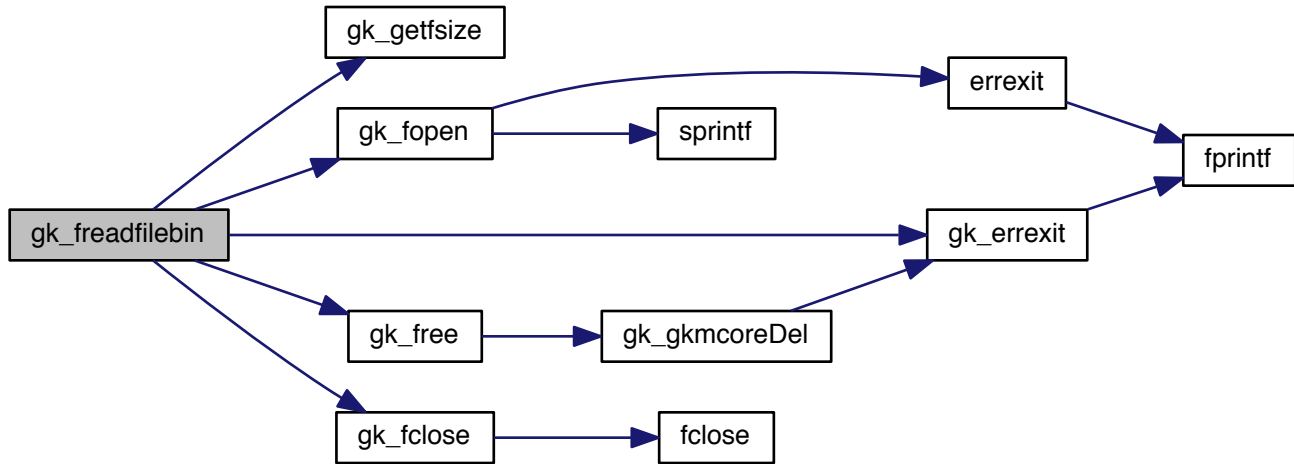 gk_getfsize
errexit
gk_fopen
sprintf
fprintf
gk_freadfilebin
gk_errexit
gk_free
gk_gkmcoreDel
gk_fclose
fclose